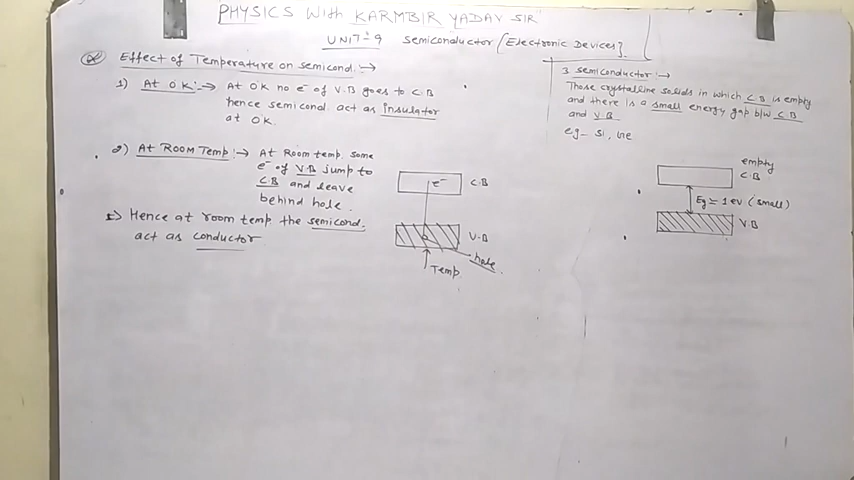 PHYSICS With KARMBIR YADAV SIR
UNIT-9 Semiconductor [Electronic Devices]
Effect of Temperature on semicond. :→
1) At 0K :→ At 0K no e⁻ of V.B goes to C.B
hence semicond. act as insulator
at 0K.
2) At ROOM Temp :→ At Room temp. some
e⁻ of V.B jump to
C.B and leave
behind hole.
Hence at room temp the semicond.
act as conductor
e⁻ C.B
V.B
hole
Temp
3 semiconductor :→
Those crystalline solids in which C.B is empty
and there is a small energy gap b/w C.B
and V.B
eg- Si, Ge
empty
C.B
Eg ≃ 1 eV (small)
V.B